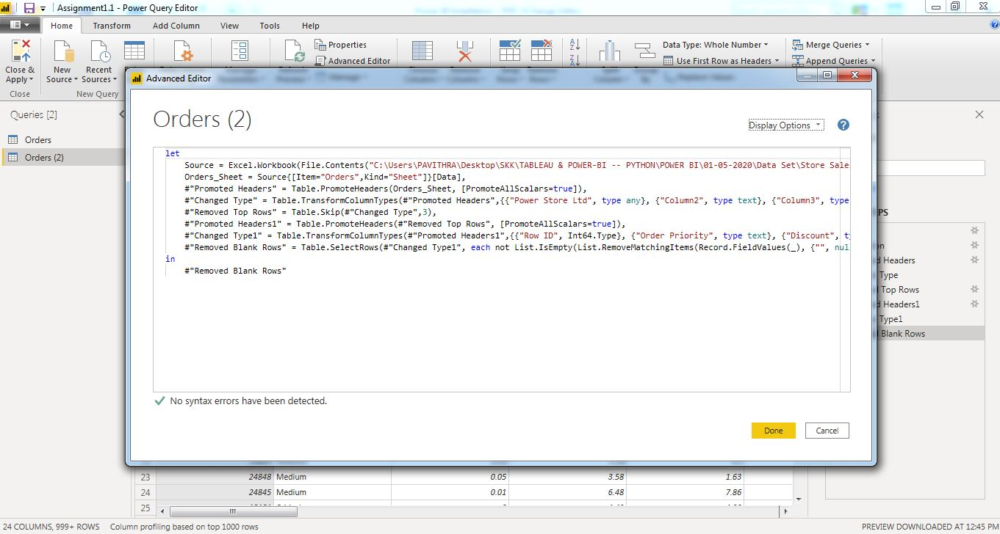 Assignment1.1 - Power Query Editor
Home Transform Add Column View Tools Help
Close & Apply
New Source
Recent Sources
Properties
Advanced Editor
Data Type: Whole Number
Use First Row as Headers
Merge Queries
Append Queries
Close
New Query
Queries [2]
Orders
Orders (2)
Advanced Editor
Orders (2)
Display Options
let
Source = Excel.Workbook(File.Contents("C:\Users\PAVITHRA\Desktop\SKK\TABLEAU & POWER-BI -- PYTHON\POWER BI\01-05-2020\Data Set\Store Sale
Orders_Sheet = Source{[Item="Orders",Kind="Sheet"]}[Data],
#"Promoted Headers" = Table.PromoteHeaders(Orders_Sheet, [PromoteAllScalars=true]),
#"Changed Type" = Table.TransformColumnTypes(#"Promoted Headers",{{"Power Store Ltd", type any}, {"Column2", type text}, {"Column3", type
#"Removed Top Rows" = Table.Skip(#"Changed Type",3),
#"Promoted Headers1" = Table.PromoteHeaders(#"Removed Top Rows", [PromoteAllScalars=true]),
#"Changed Type1" = Table.TransformColumnTypes(#"Promoted Headers1",{{"Row ID", Int64.Type}, {"Order Priority", type text}, {"Discount", ty
#"Removed Blank Rows" = Table.SelectRows(#"Changed Type1", each not List.IsEmpty(List.RemoveMatchingItems(Record.FieldValues(_), {"", nul
in
#"Removed Blank Rows"
No syntax errors have been detected.
Done Cancel
PS
on
d Headers
Type
Top Rows
d Headers1
Type1
Blank Rows
23 24848 Medium 0.05 3.58 1.63
24 24845 Medium 0.01 6.48 7.86
25
24 COLUMNS, 999+ ROWS Column profiling based on top 1000 rows
PREVIEW DOWNLOADED AT 12:45 PM